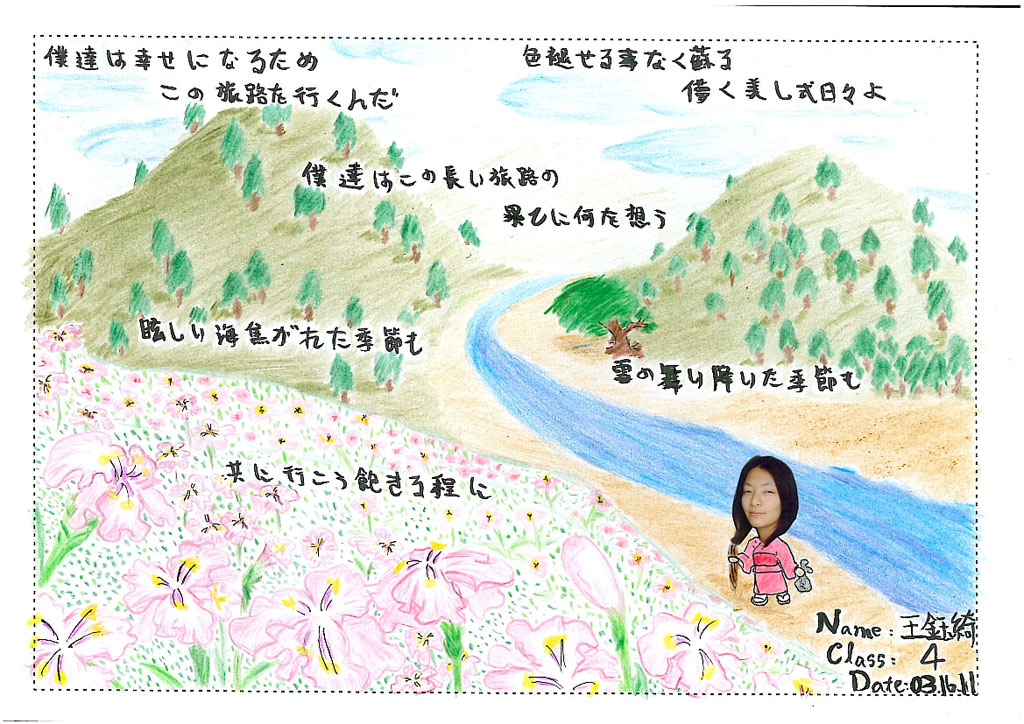 僕達は幸せになるため
この旅路を行くんだ
色褪せる事なく蘇る
儚く美しき日々よ
僕達はこの長い旅路の
果てに何を想う
眩しい海焦がれた季節も
雪の舞い降りた季節も
共に行こう飽きる程に
Name: 王鈺綺
Class: 4
Date: 03.16.11